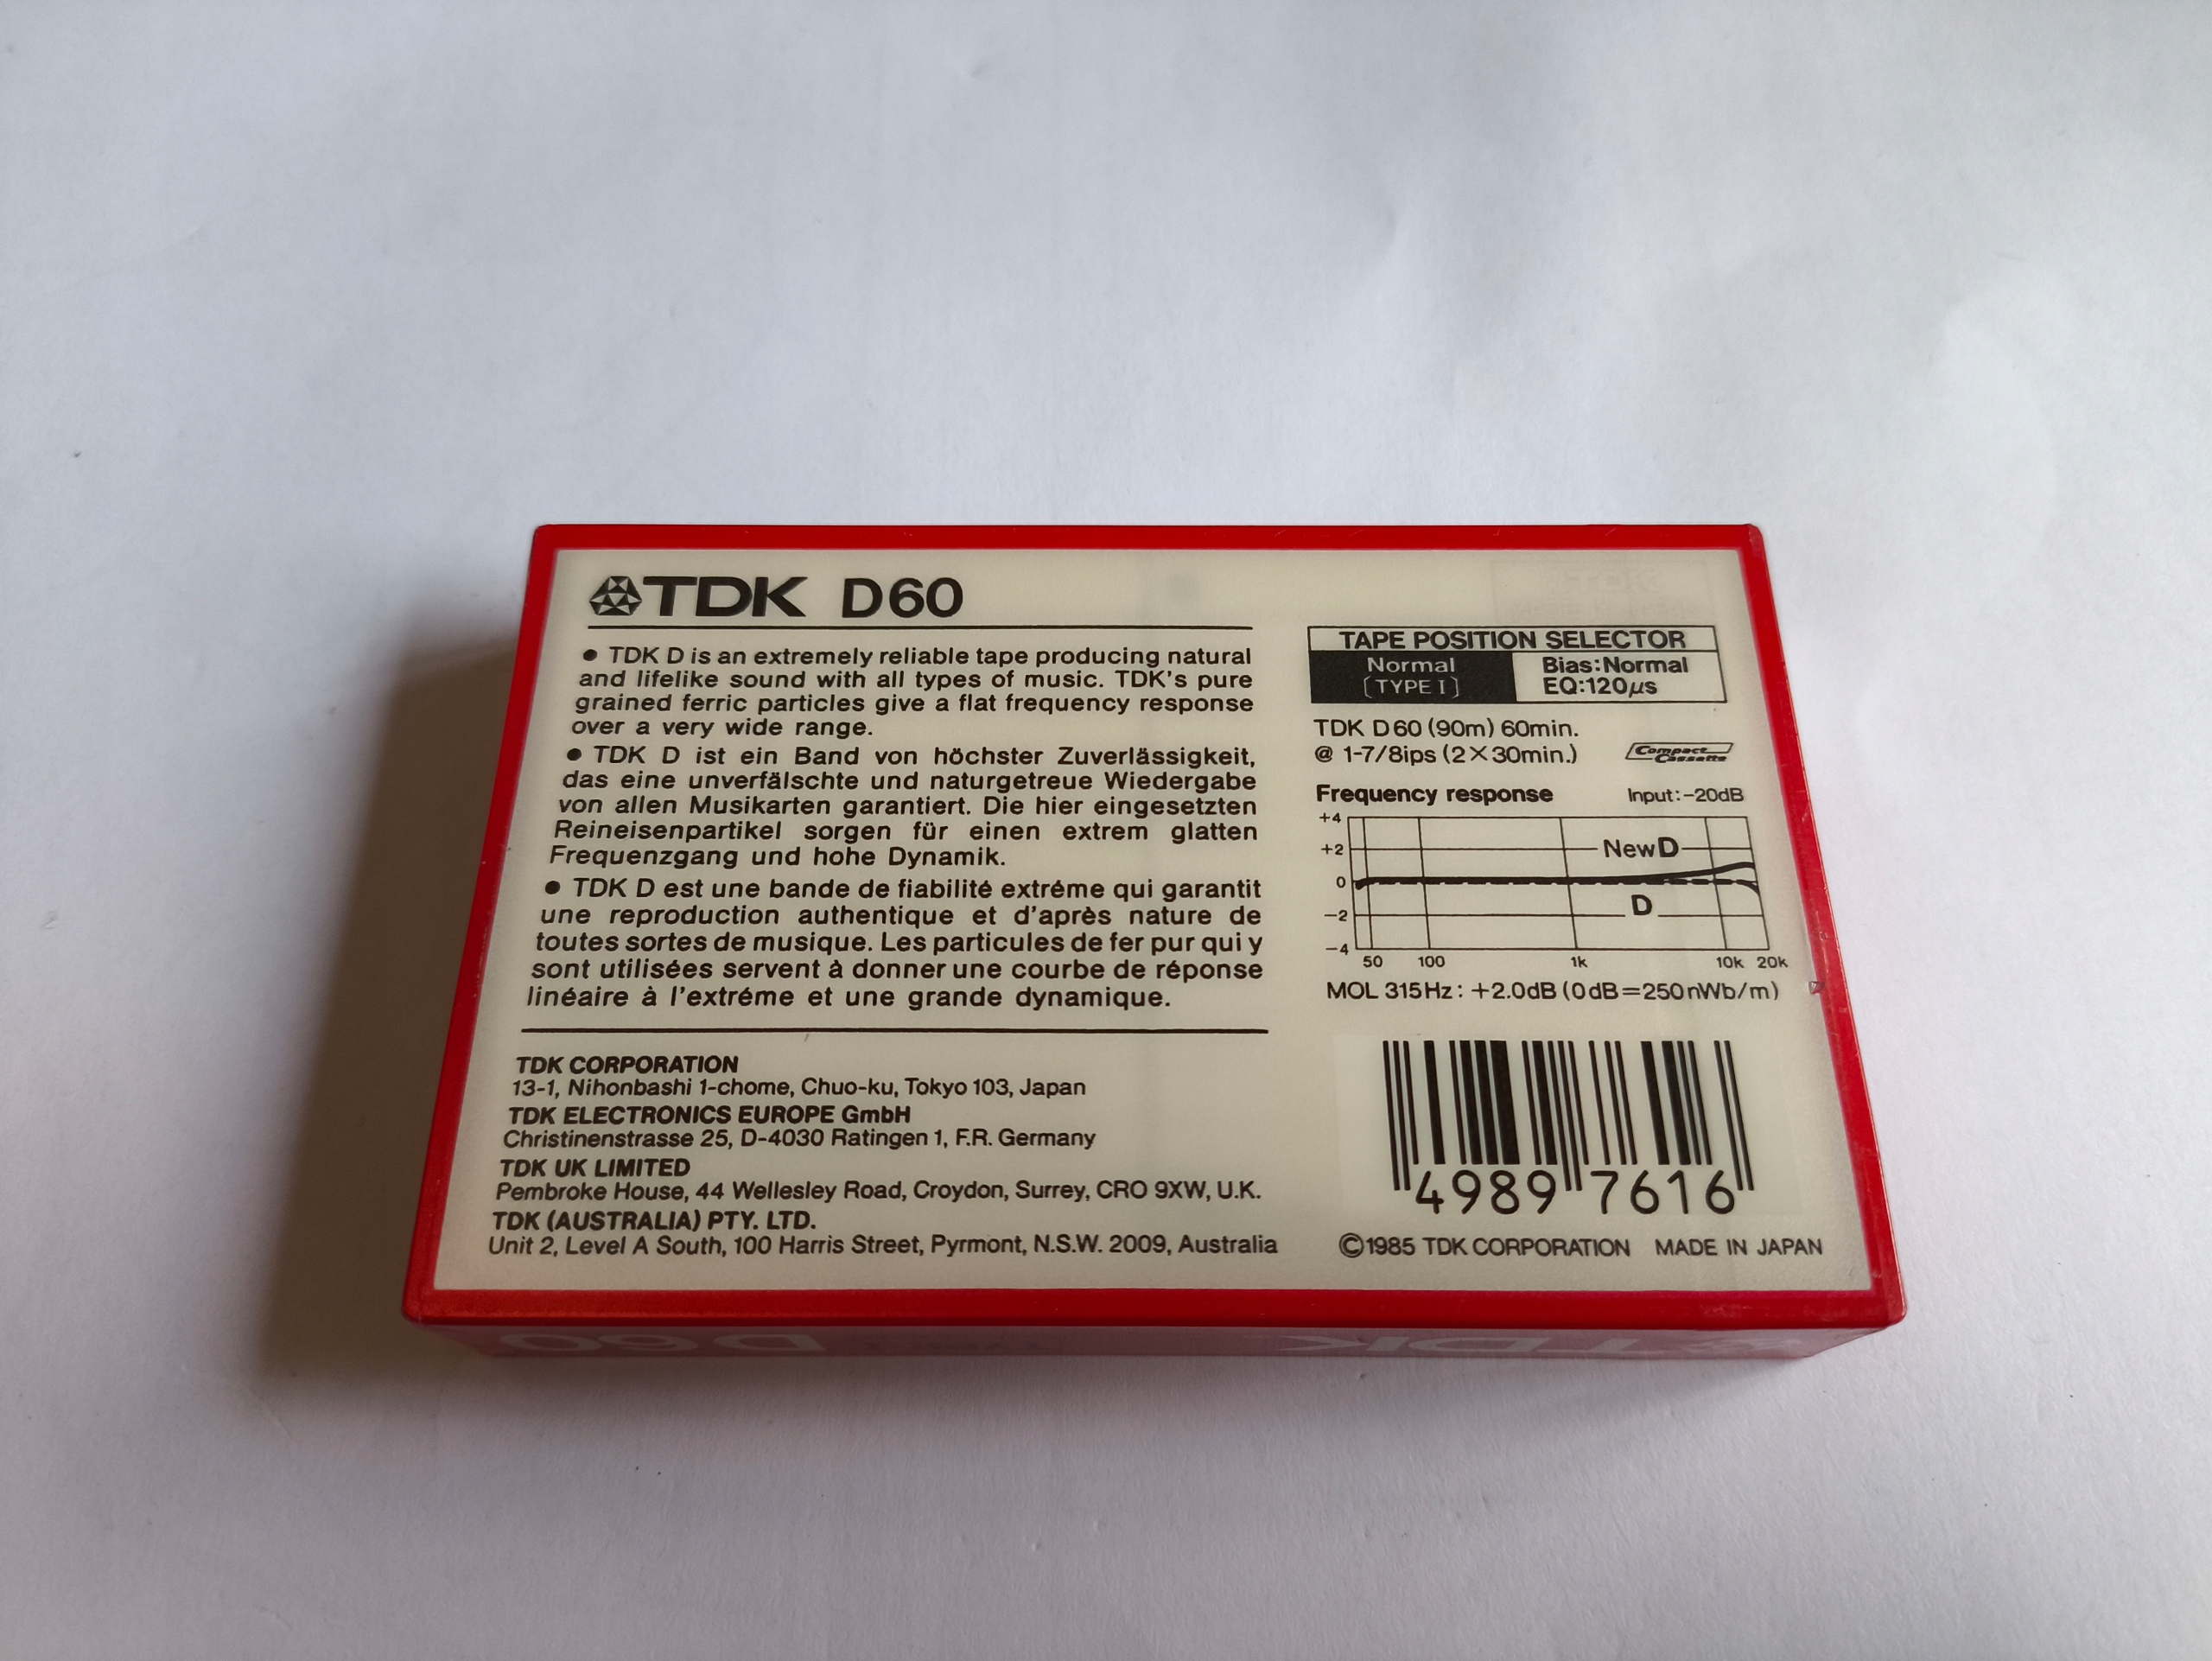 TDK D60
● TDK D is an extremely reliable tape producing natural
and lifelike sound with all types of music. TDK's pure
grained ferric particles give a flat frequency response
over a very wide range.
● TDK D ist ein Band von höchster Zuverlässigkeit,
das eine unverfälschte und naturgetreue Wiedergabe
von allen Musikarten garantiert. Die hier eingesetzten
Reineisenpartikel sorgen für einen extrem glatten
Frequenzgang und hohe Dynamik.
● TDK D est une bande de fiabilité extréme qui garantit
une reproduction authentique et d'après nature de
toutes sortes de musique. Les particules de fer pur qui y
sont utilisées servent à donner une courbe de réponse
linéaire à l'extréme et une grande dynamique.
TDK CORPORATION
13-1, Nihonbashi 1-chome, Chuo-ku, Tokyo 103, Japan
TDK ELECTRONICS EUROPE GmbH
Christinenstrasse 25, D-4030 Ratingen 1, F.R. Germany
TDK UK LIMITED
Pembroke House, 44 Wellesley Road, Croydon, Surrey, CRO 9XW, U.K.
TDK (AUSTRALIA) PTY. LTD.
Unit 2, Level A South, 100 Harris Street, Pyrmont, N.S.W. 2009, Australia
TAPE POSITION SELECTOR
Normal
[TYPE I]
Bias:Normal
EQ:120μs
TDK D60 (90m) 60min.
@ 1-7/8ips (2×30min.)
Compact
Cassette
Frequency response Input:-20dB
+4
+2 New D
0
-2 D
-4
50 100 1k 10k 20k
MOL 315Hz: +2.0dB (0dB=250nWb/m)
4989 7616
©1985 TDK CORPORATION MADE IN JAPAN
TDK D60